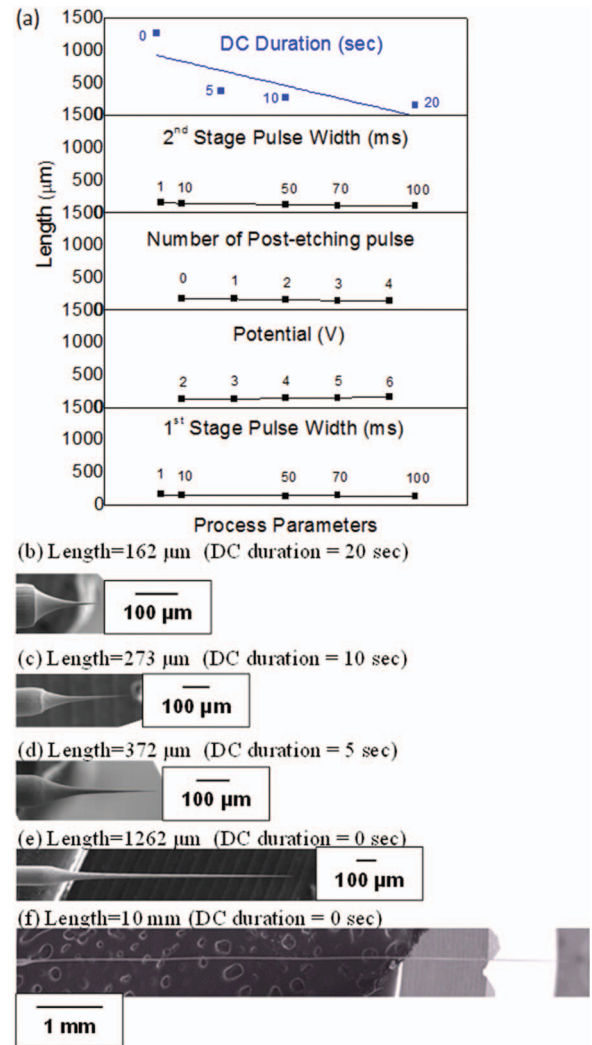 (a)
1500
1000
500
1500
1000
500
1500
1000
500
1500
1000
500
1500
1000
500
0
Length (μm)
DC Duration (sec)
0
5
10
20
2nd Stage Pulse Width (ms)
1 10 50 70 100
Number of Post-etching pulse
0 1 2 3 4
Potential (V)
2 3 4 5 6
1st Stage Pulse Width (ms)
1 10 50 70 100
Process Parameters
(b) Length=162 μm (DC duration = 20 sec)
100 μm
(c) Length=273 μm (DC duration = 10 sec)
100 μm
(d) Length=372 μm (DC duration = 5 sec)
100 μm
(e) Length=1262 μm (DC duration = 0 sec)
100 μm
(f) Length=10 mm (DC duration = 0 sec)
1 mm